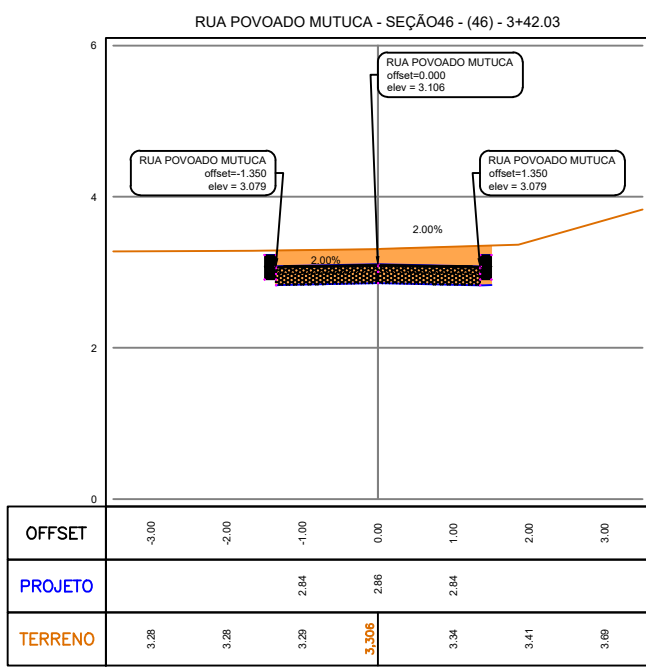 RUA POVOADO MUTUCA - SEÇÃO46 - (46) - 3+42.03
6
RUA POVOADO MUTUCA
offset=0.000
elev = 3.106
RUA POVOADO MUTUCA
offset=-1.350
elev = 3.079
RUA POVOADO MUTUCA
offset=1.350
elev = 3.079
4
2.00%
2.00%
2
0
OFFSET -3.00 -2.00 -1.00 0.00 1.00 2.00 3.00
PROJETO 2.84 2.86 2.84
TERRENO 3.28 3.28 3.29 3,306 3.34 3.41 3.69